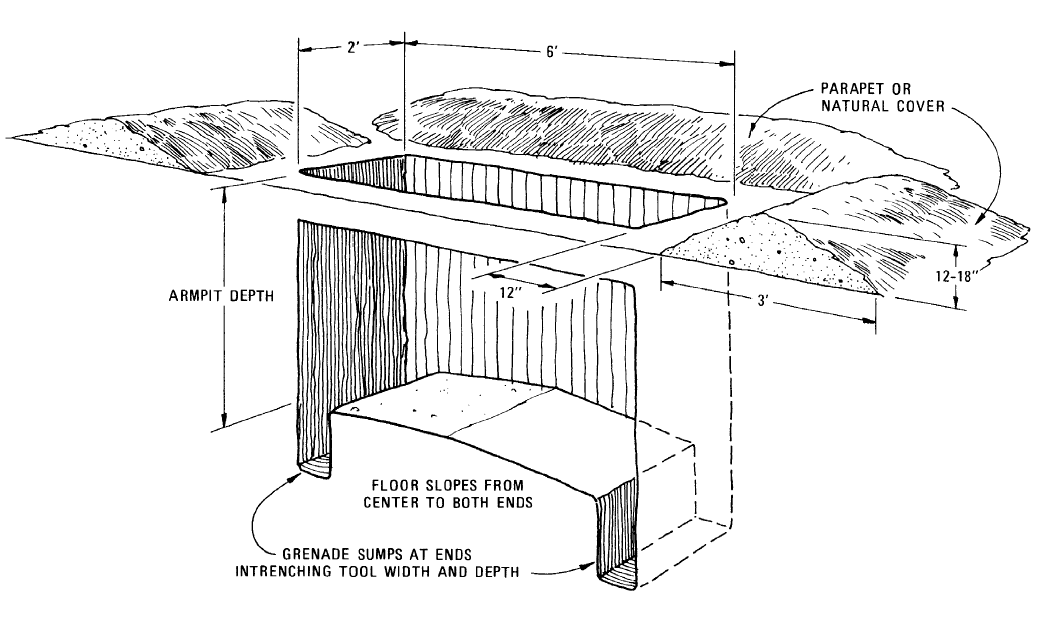 2'
6'
PARAPET OR
NATURAL COVER
ARMPIT DEPTH
12"
12-18"
3'
FLOOR SLOPES FROM
CENTER TO BOTH ENDS
GRENADE SUMPS AT ENDS
INTRENCHING TOOL WIDTH AND DEPTH